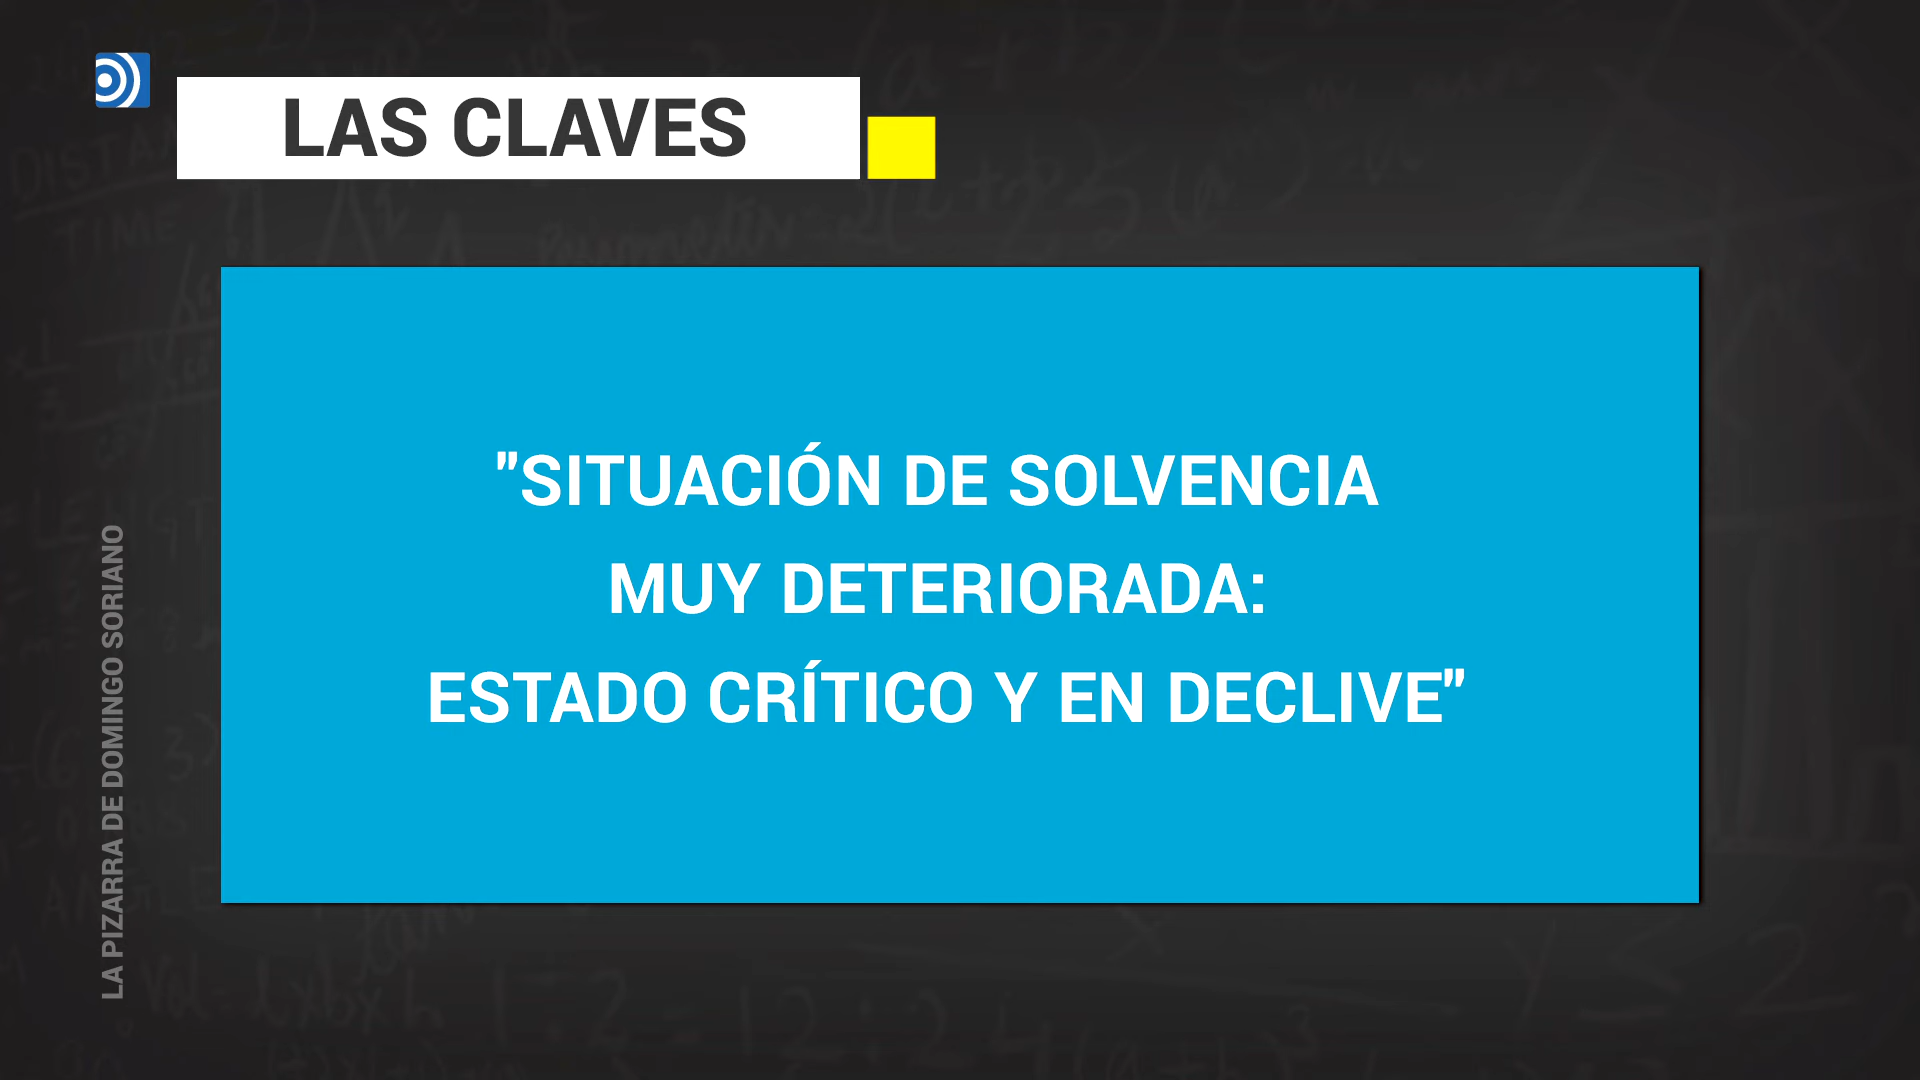 LAS CLAVES
"SITUACIÓN DE SOLVENCIA
MUY DETERIORADA:
ESTADO CRÍTICO Y EN DECLIVE"
LA PIZARRA DE DOMINGO SORIANO